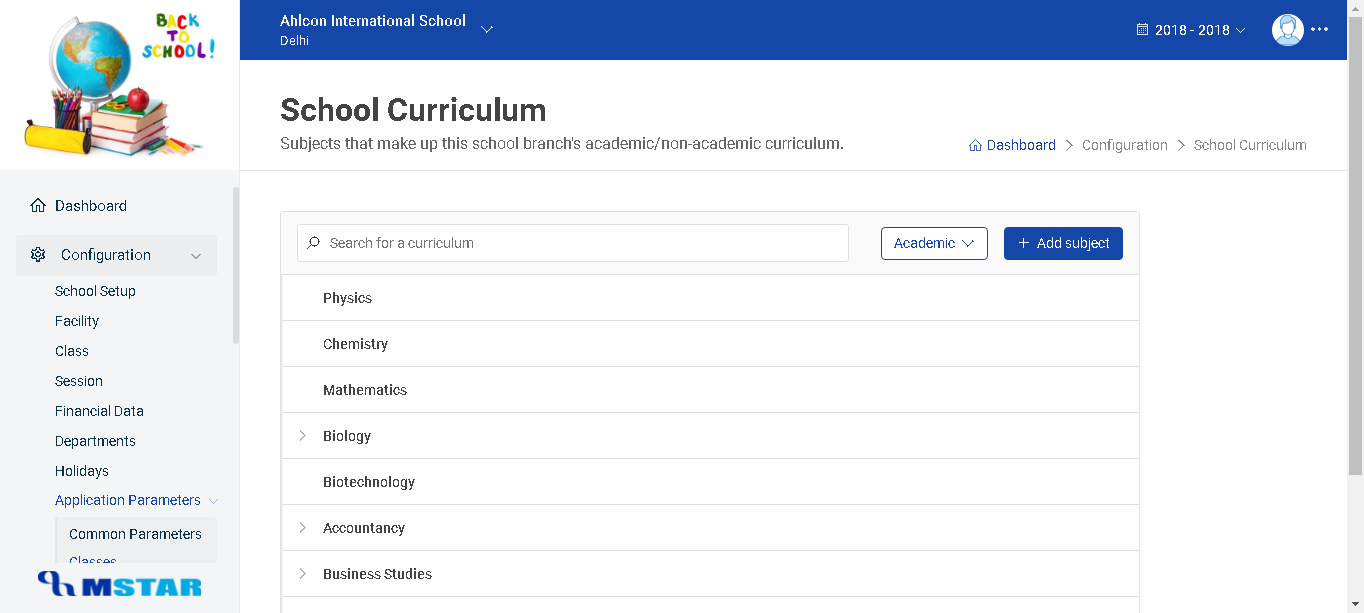 BACK
TO
SCHOOL!
Ahlcon International School
Delhi
2018 - 2018
School Curriculum
Subjects that make up this school branch's academic/non-academic curriculum.
Dashboard
Configuration
School Curriculum
Dashboard
Configuration
School Setup
Facility
Class
Session
Financial Data
Departments
Holidays
Application Parameters
Common Parameters
Classes
MSTAR
Search for a curriculum
Academic
+ Add subject
Physics
Chemistry
Mathematics
Biology
Biotechnology
Accountancy
Business Studies